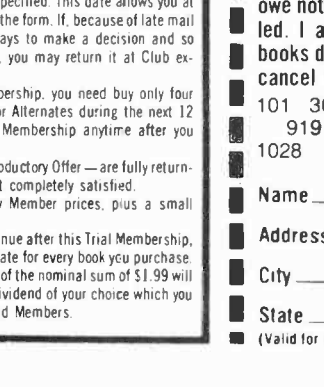 specified. This date allows you at
the form. If, because of late mail
ays to make a decision and so
, you may return it at Club ex-
bership, you need buy only four
or Alternates during the next 12
Membership anytime after you
oductory Offer — are fully return-
t completely satisfied.
y Member prices, plus a small
nue after this Trial Membership,
ate for every book you purchase.
of the nominal sum of $1.99 will
ividend of your choice which you
d Members.
owe not
led. I a
books d
cancel
101 30
919
1028
Name
Address
City
State
(Valid for